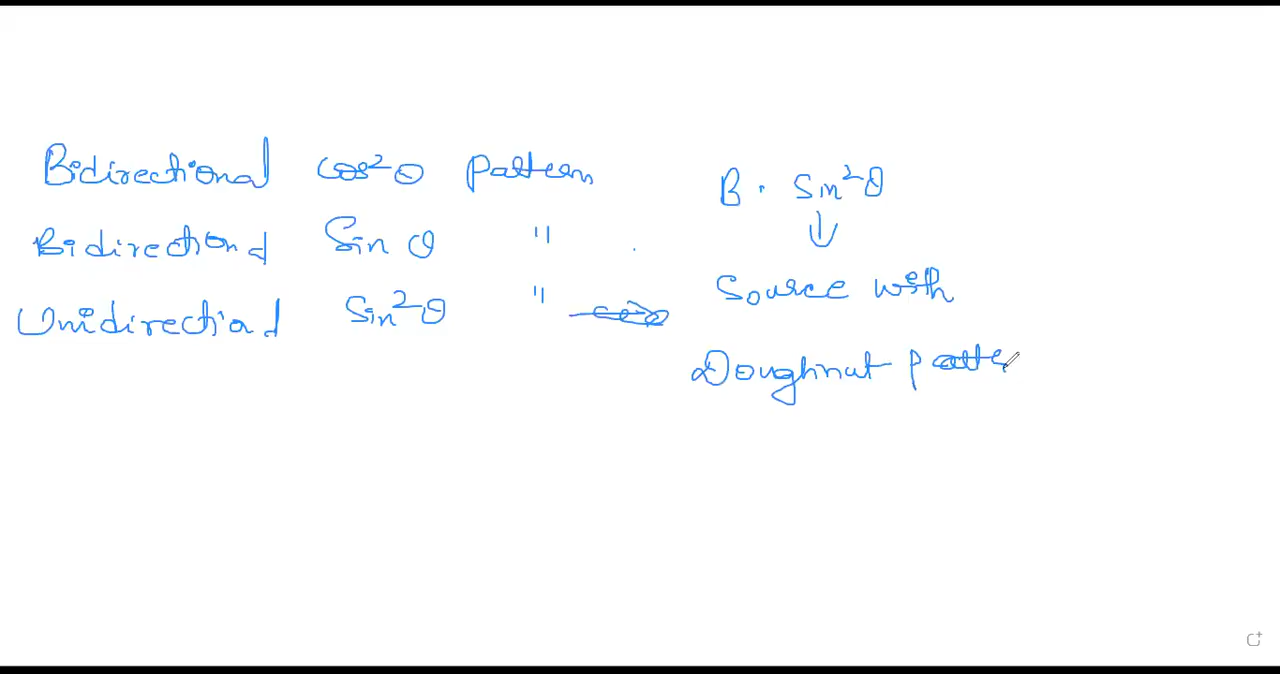 Bidirectional cos²θ pattern
Bidirectional Sin θ "
Unidirectional Sin²θ "
B. Sin²θ
↓
Source with
Doughnut patte